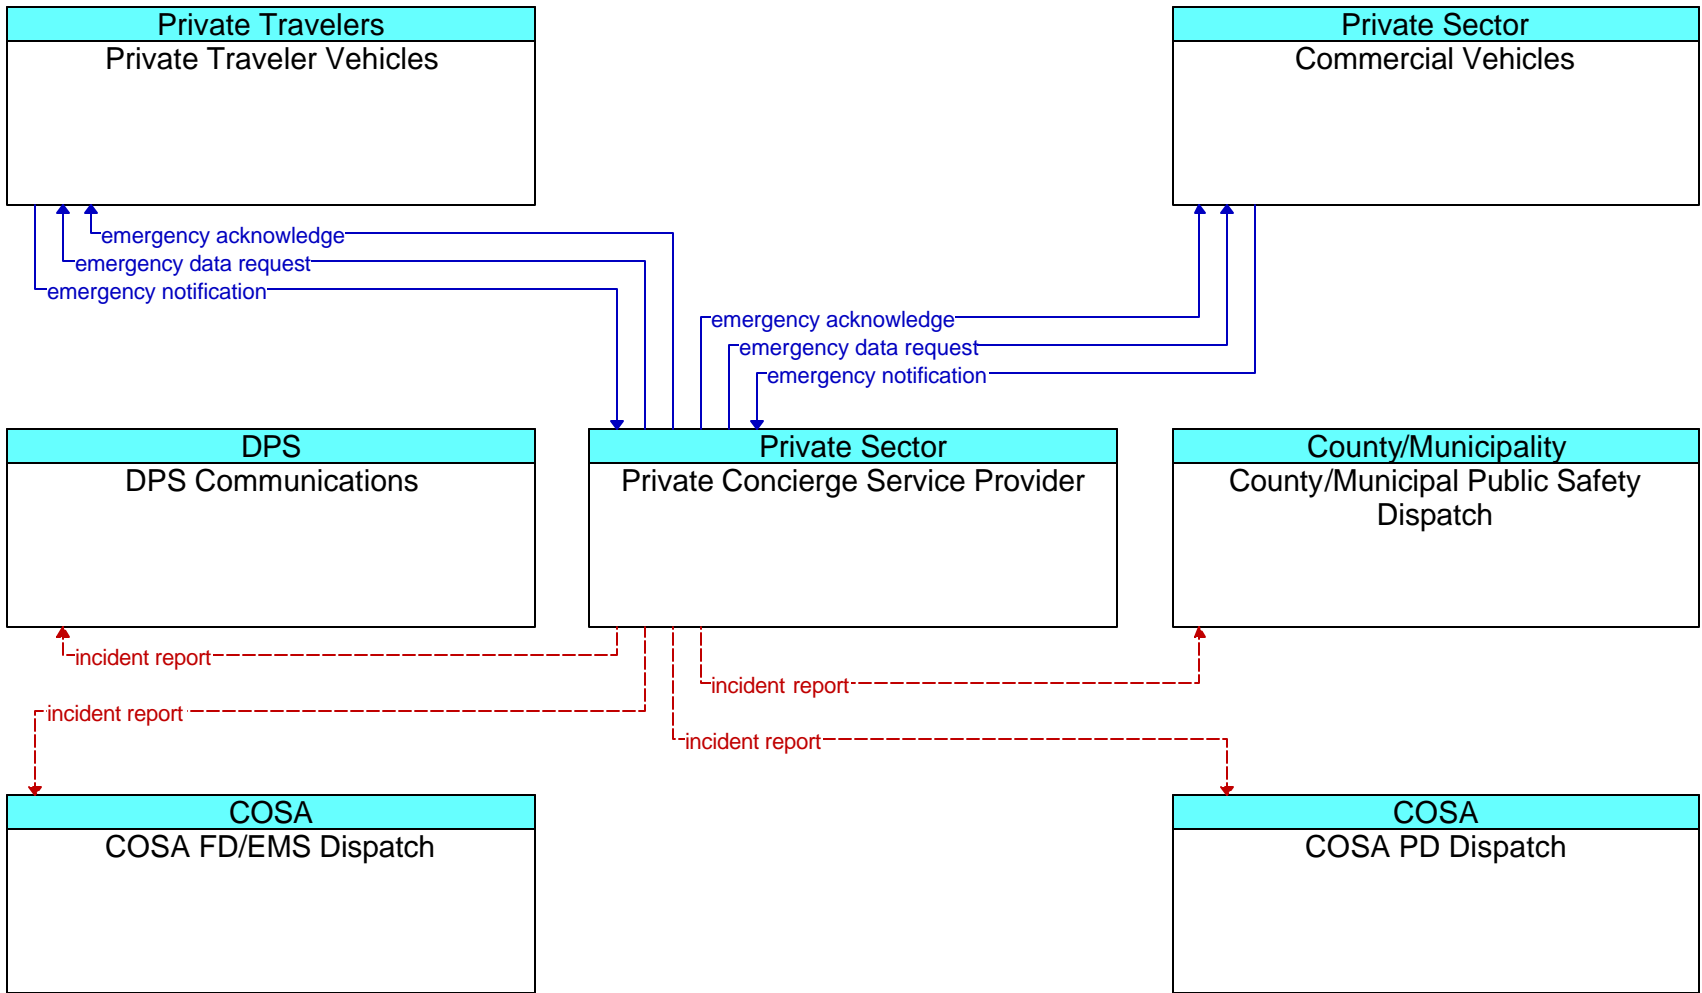 Private Travelers
Private Traveler Vehicles
Private Sector
Commercial Vehicles
emergency acknowledge
emergency data request
emergency notification
emergency acknowledge
emergency data request
emergency notification
DPS
DPS Communications
Private Sector
Private Concierge Service Provider
County/Municipality
County/Municipal Public Safety
Dispatch
incident report
incident report
incident report
incident report
COSA
COSA FD/EMS Dispatch
COSA
COSA PD Dispatch